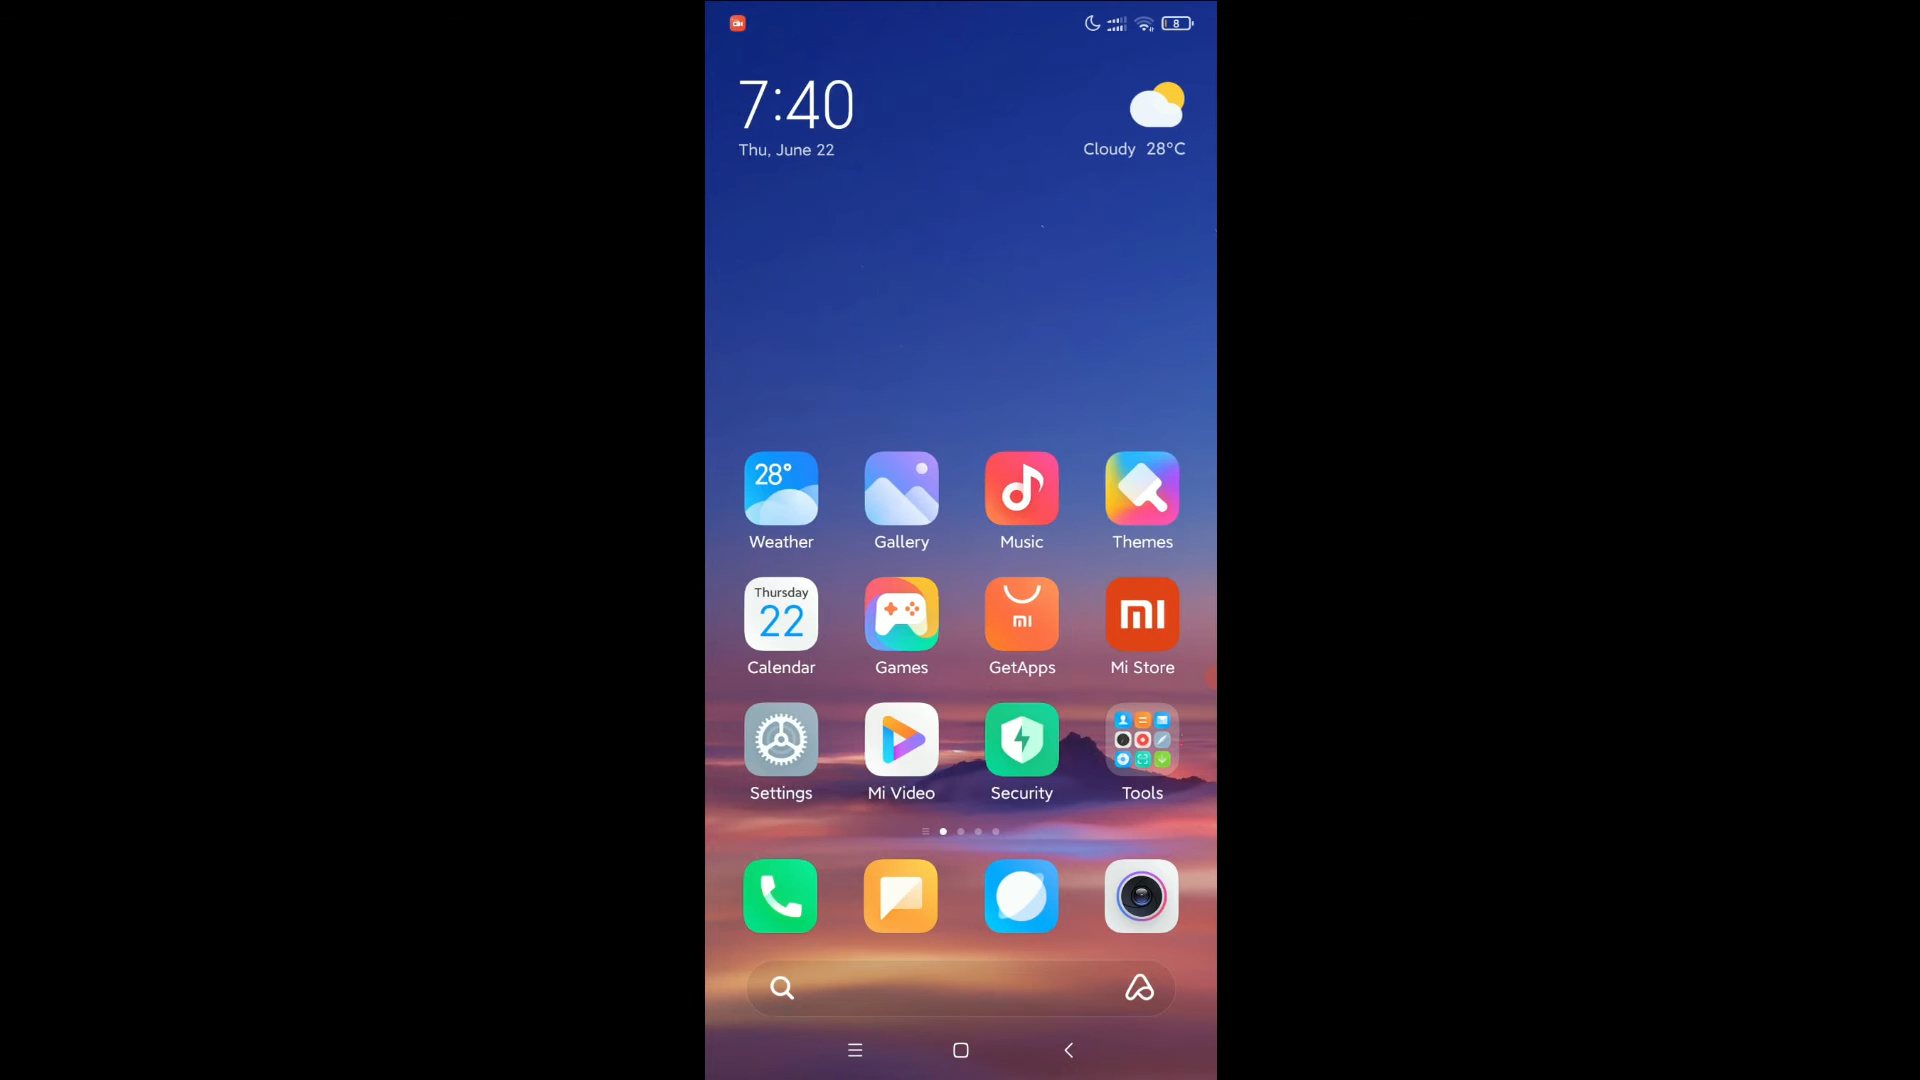 8
7:40
Thu, June 22
Cloudy 28°C
28°
Weather
Gallery
Music
Themes
Thursday
22
mi
mi
Calendar
Games
GetApps
Mi Store
Settings
Mi Video
Security
Tools